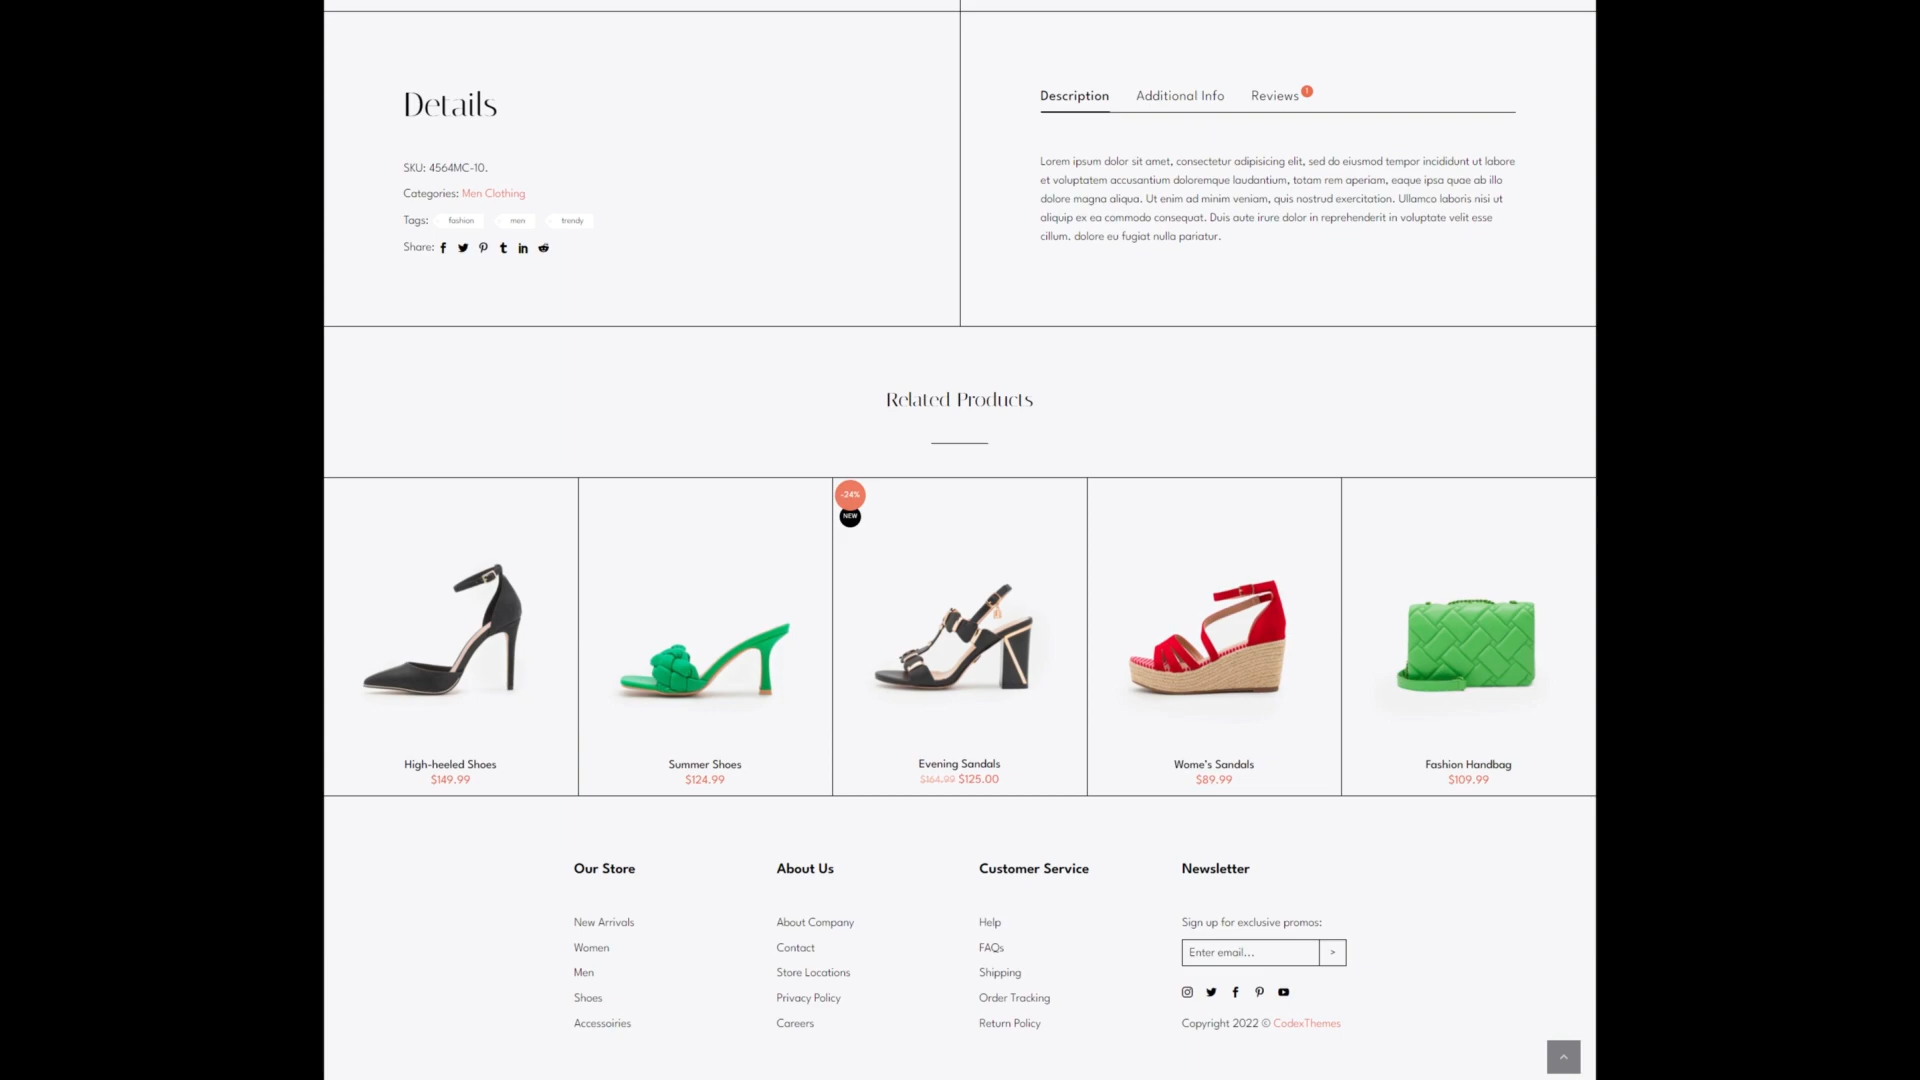 Details
SKU: 4564MC-10.
Categories: Men Clothing
Tags: fashion men trendy
Share:
Description Additional Info Reviews 1
Lorem ipsum dolor sit amet, consectetur adipisicing elit, sed do eiusmod tempor incididunt ut labore
et voluptatem accusantium doloremque laudantium, totam rem aperiam, eaque ipsa quae ab illo
dolore magna aliqua. Ut enim ad minim veniam, quis nostrud exercitation. Ullamco laboris nisi ut
aliquip ex ea commodo consequat. Duis aute irure dolor in reprehenderit in voluptate velit esse
cillum. dolore eu fugiat nulla pariatur.
Related Products
-24%
NEW
High-heeled Shoes
$149.99
Summer Shoes
$124.99
Evening Sandals
$164.99 $125.00
Wome's Sandals
$89.99
Fashion Handbag
$109.99
Our Store
New Arrivals
Women
Men
Shoes
Accessoiries
About Us
About Company
Contact
Store Locations
Privacy Policy
Careers
Customer Service
Help
FAQs
Shipping
Order Tracking
Return Policy
Newsletter
Sign up for exclusive promos:
Enter email... >
Copyright 2022 © CodexThemes